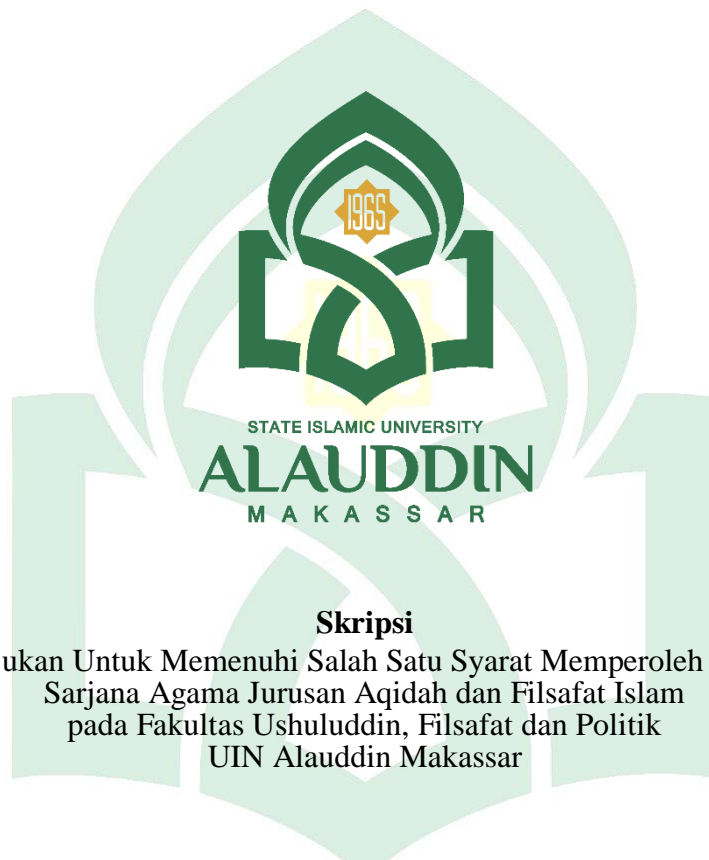 1965
STATE ISLAMIC UNIVERSITY
ALAUDDIN
MAKASSAR
Skripsi
ukan Untuk Memenuhi Salah Satu Syarat Memperoleh
Sarjana Agama Jurusan Aqidah dan Filsafat Islam
pada Fakultas Ushuluddin, Filsafat dan Politik
UIN Alauddin Makassar